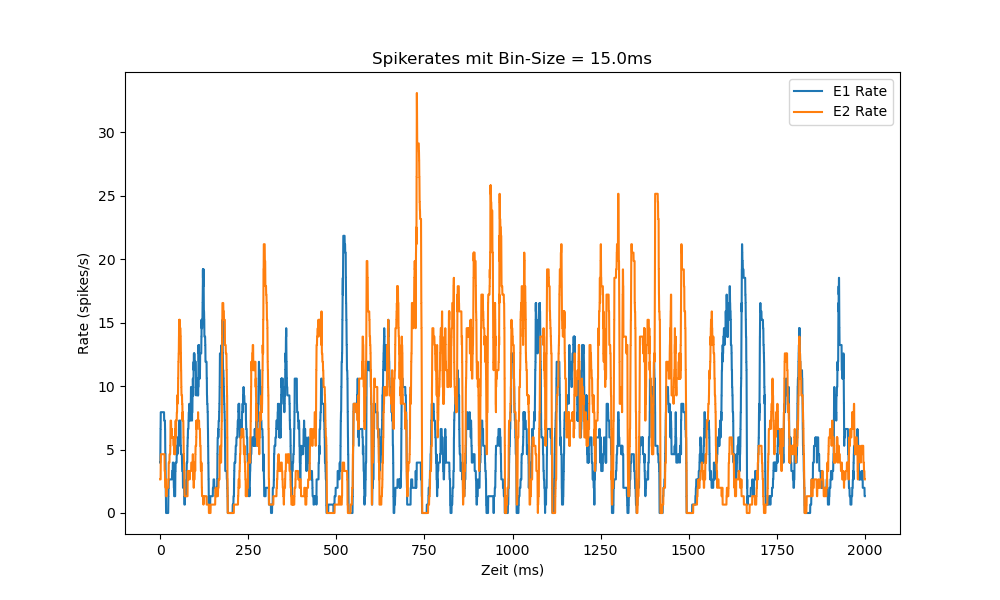 Spikerates mit Bin-Size = 15.0ms
E1 Rate
E2 Rate
30
25
20
15
10
5
0
Rate (spikes/s)
0 250 500 750 1000 1250 1500 1750 2000
Zeit (ms)